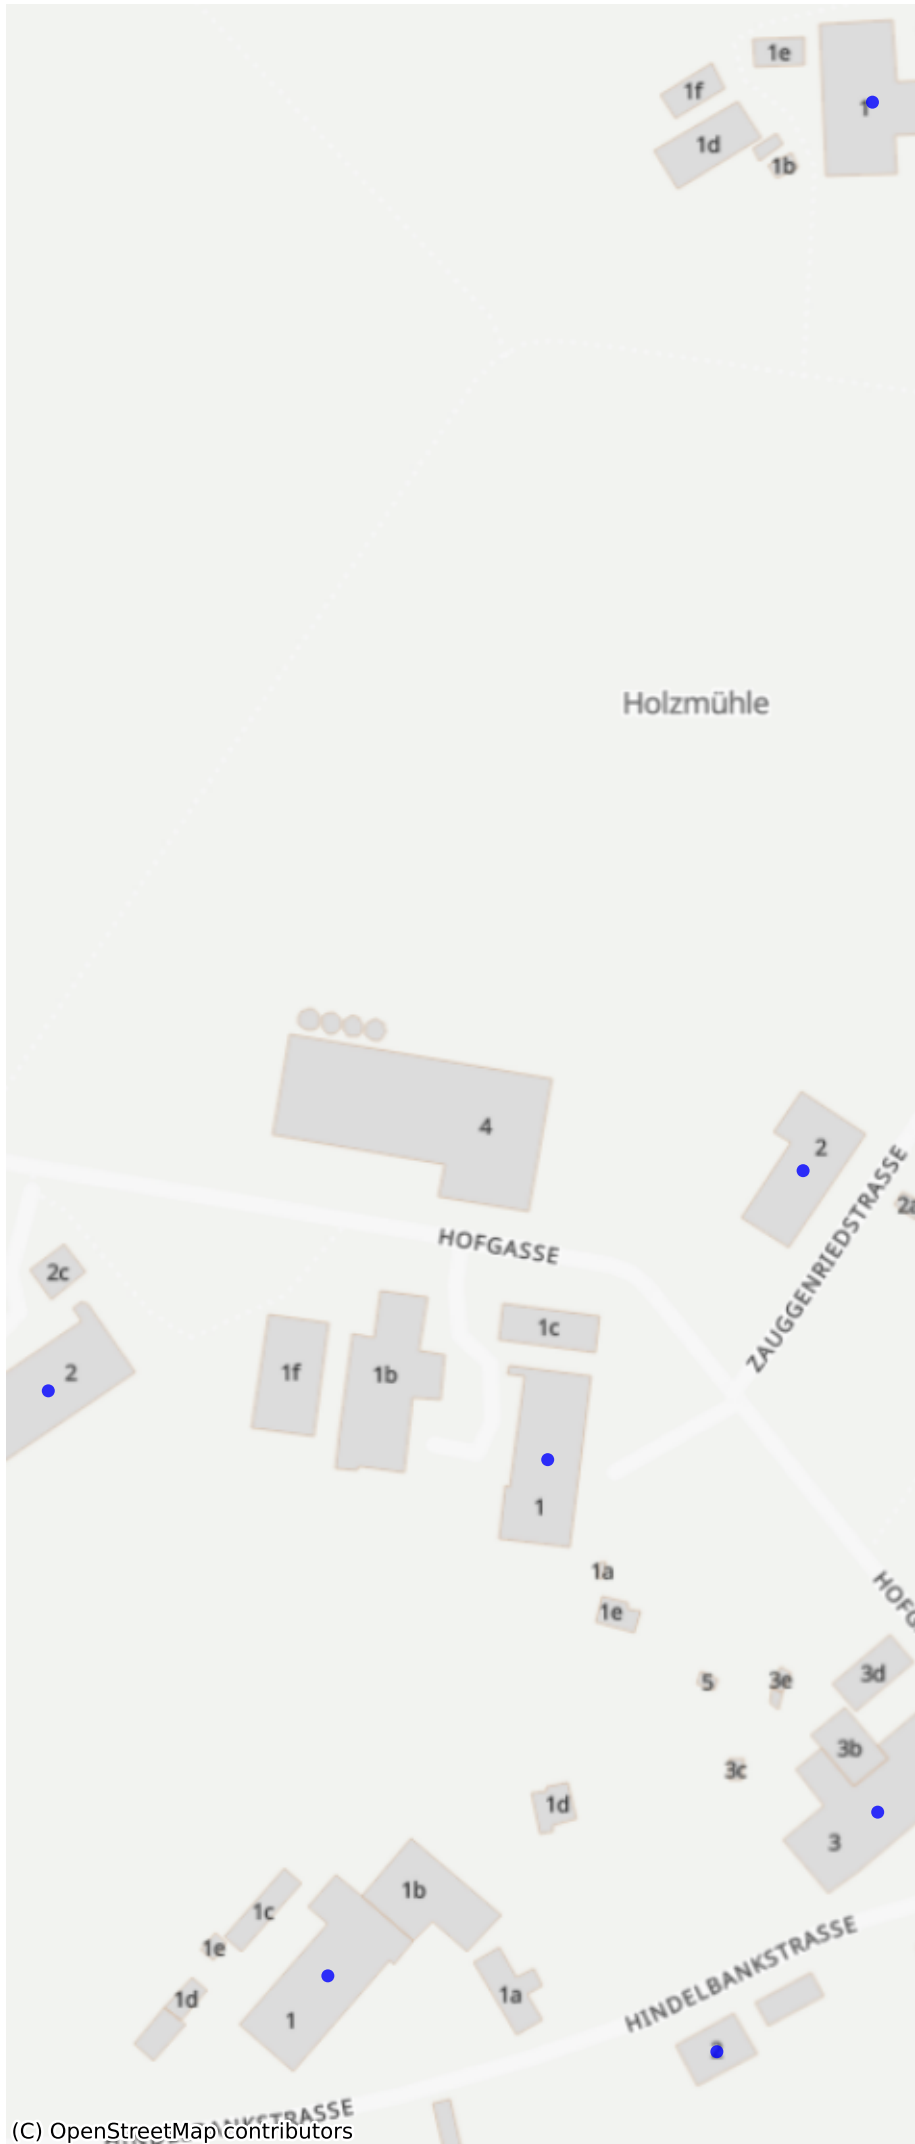 1e
1f
1
1d
1b
Holzmühle
4
2
ZAUGGENRIEDSTRASSE
HOFGASSE
2c
1c
2
1f
1b
1
1a
1e
3d
5
3e
3b
3c
1d
3
1b
1c
1e
1d
1a
1
HINDELBANKSTRASSE
(C) OpenStreetMap contributors